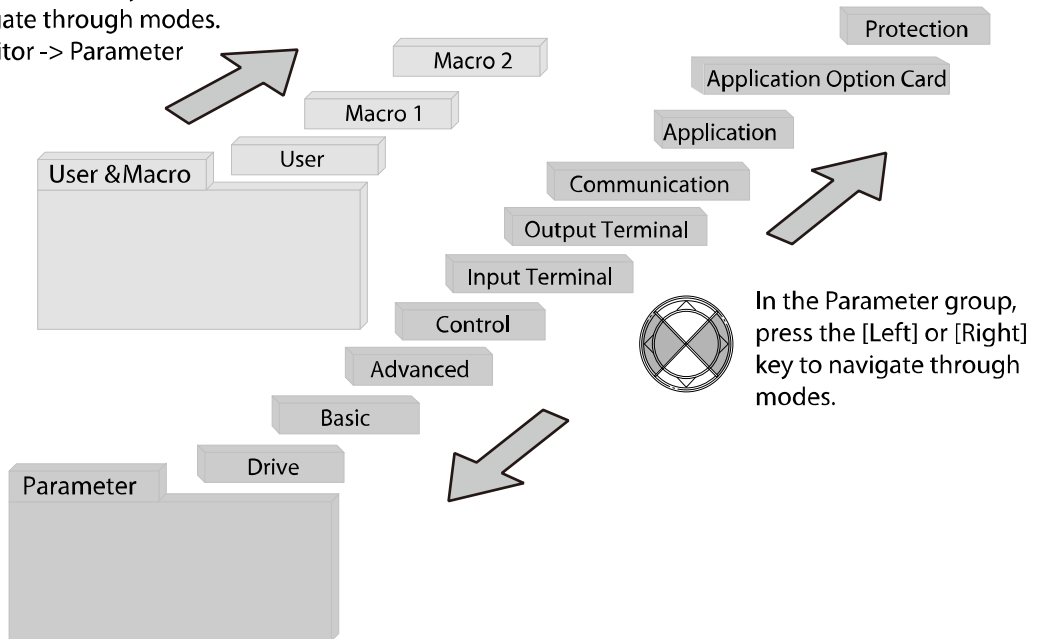 gate through modes.
itor -> Parameter
Macro 2
Macro 1
User
User &Macro
Protection
Application Option Card
Application
Communication
Output Terminal
Input Terminal
Control
Advanced
Basic
Drive
Parameter
In the Parameter group,
press the [Left] or [Right]
key to navigate through
modes.